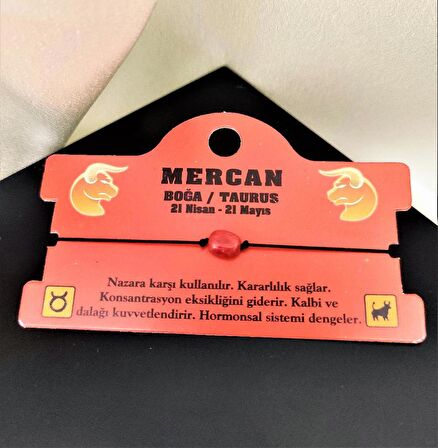 MERCAN
BOĞA / TAURUS
21 Nisan - 21 Mayıs
Nazara karşı kullanılır. Kararlılık sağlar.
Konsantrasyon eksikliğini giderir. Kalbi ve
dalağı kuvvetlendirir. Hormonsal sistemi dengeler.